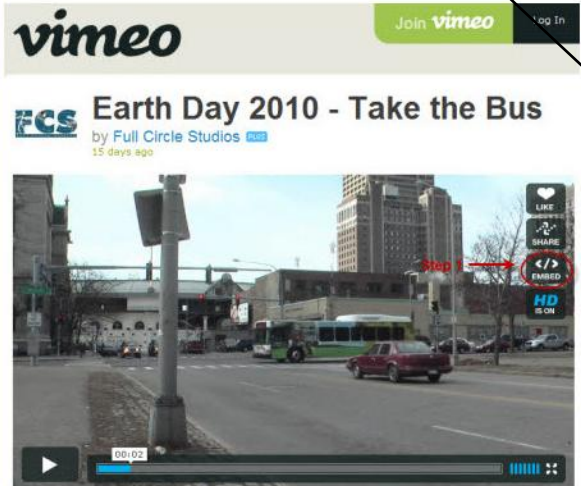 vimeo
Join vimeo
Log In
FCS
Earth Day 2010 - Take the Bus
by Full Circle Studios PLUS
15 days ago
LIKE
SHARE
Step 1
</>
EMBED
HD
IS ON
00:02